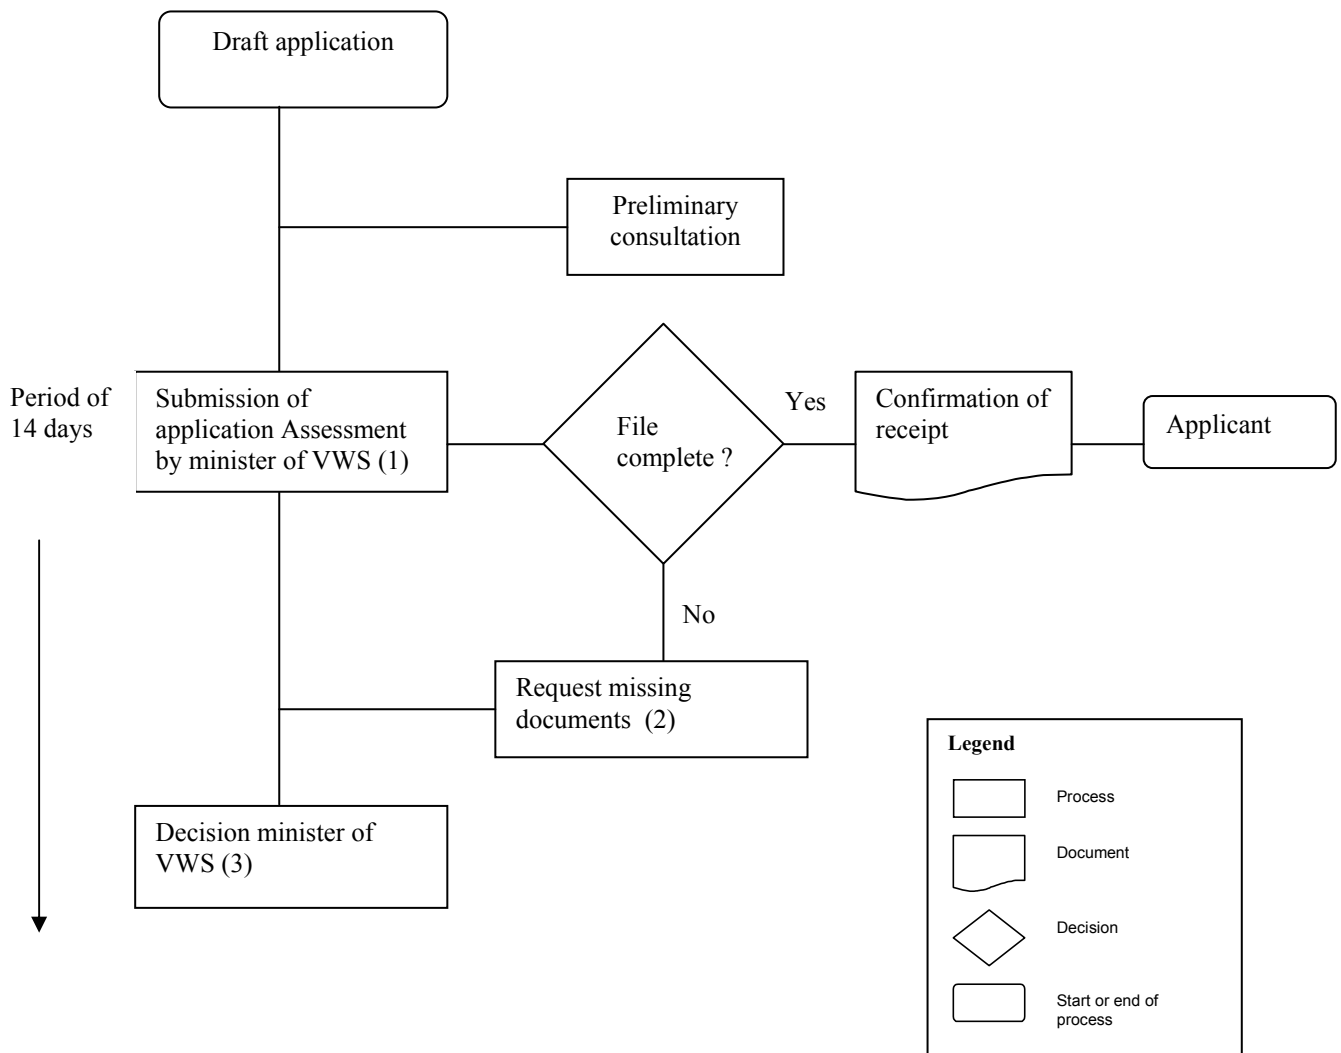 Draft application
Preliminary
consultation
Period of
14 days
Submission of
application Assessment
by minister of VWS (1)
File
complete ?
Yes
Confirmation of
receipt
Applicant
No
Request missing
documents (2)
Decision minister of
VWS (3)
Legend
Process
Document
Decision
Start or end of
process